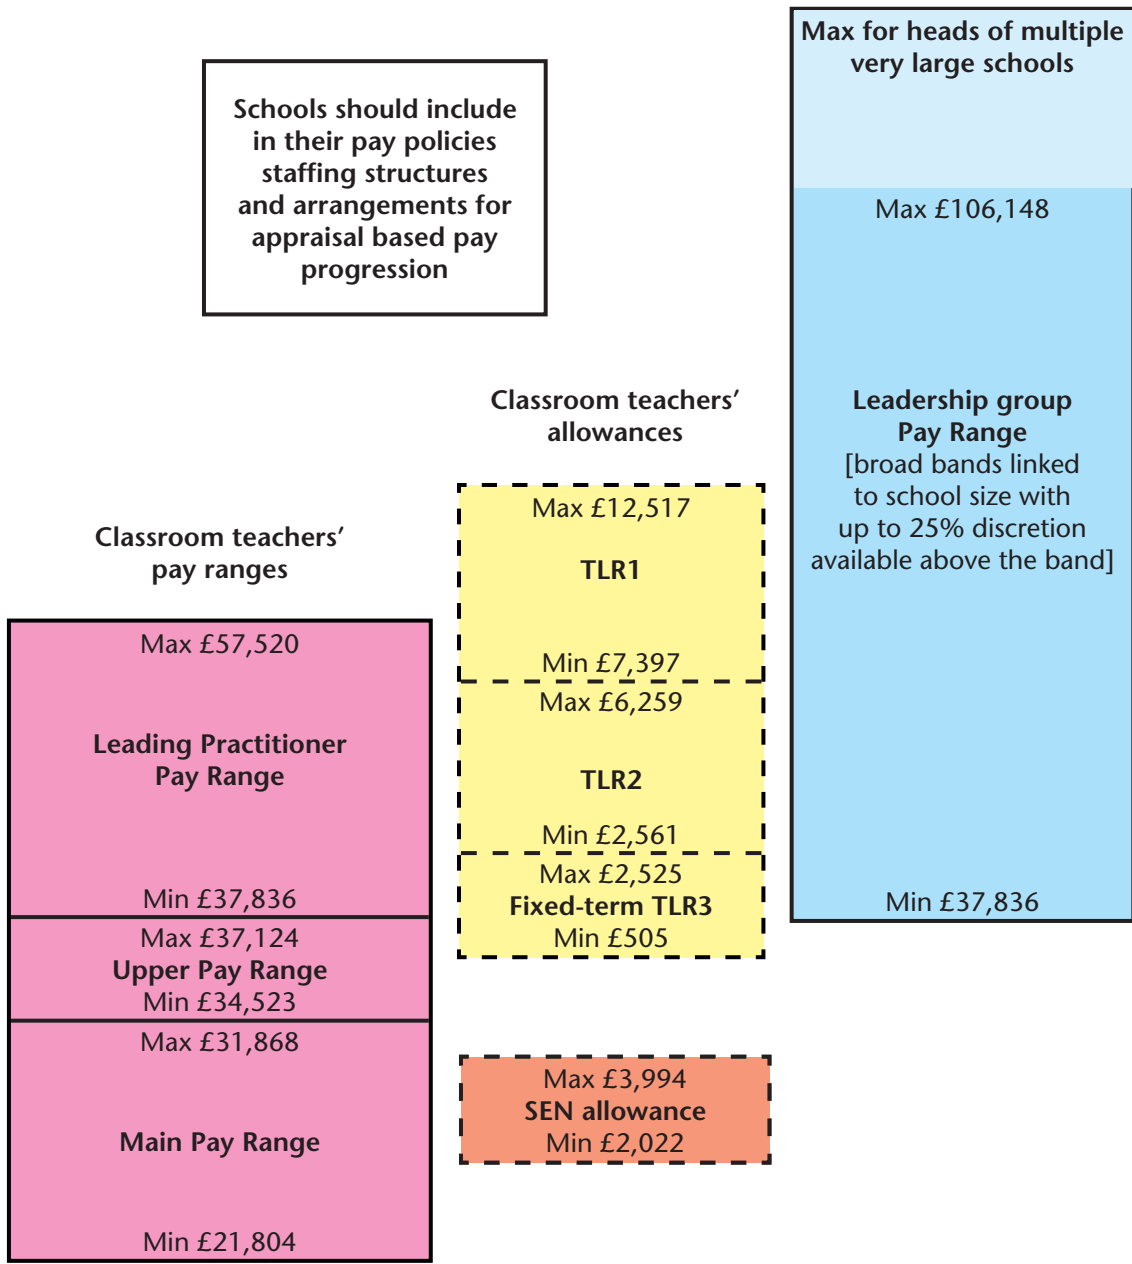 Schools should include
in their pay policies
staffing structures
and arrangements for
appraisal based pay
progression
Classroom teachers’
pay ranges
Max £57,520
Leading Practitioner
Pay Range
Min £37,836
Max £37,124
Upper Pay Range
Min £34,523
Max £31,868
Main Pay Range
Min £21,804
Classroom teachers’
allowances
Max £12,517
TLR1
Min £7,397
Max £6,259
TLR2
Min £2,561
Max £2,525
Fixed-term TLR3
Min £505
Max £3,994
SEN allowance
Min £2,022
Max for heads of multiple
very large schools
Max £106,148
Leadership group
Pay Range
[broad bands linked
to school size with
up to 25% discretion
available above the band]
Min £37,836